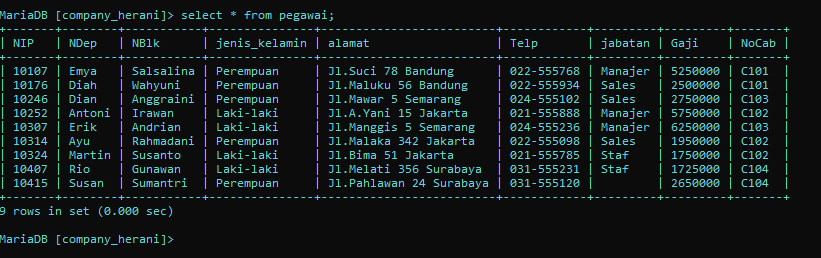 MariaDB [company_herani]> select * from pegawai;
+-------+--------+-----------+---------------+-------------------------+------------+---------+---------+-------+
| NIP | NDep | NBlk | jenis_kelamin | alamat | Telp | jabatan | Gaji | NoCab |
+-------+--------+-----------+---------------+-------------------------+------------+---------+---------+-------+
| 10107 | Emya | Salsalina | Perempuan | Jl.Suci 78 Bandung | 022-555768 | Manajer | 5250000 | C101 |
| 10176 | Diah | Wahyuni | Perempuan | Jl.Maluku 56 Bandung | 022-555934 | Sales | 2500000 | C101 |
| 10246 | Dian | Anggraini | Perempuan | Jl.Mawar 5 Semarang | 024-555102 | Sales | 2750000 | C103 |
| 10252 | Antoni | Irawan | Laki-laki | Jl.A.Yani 15 Jakarta | 021-555888 | Manajer | 5750000 | C102 |
| 10307 | Erik | Andrian | Laki-laki | Jl.Manggis 5 Semarang | 024-555236 | Manajer | 6250000 | C103 |
| 10314 | Ayu | Rahmadani | Perempuan | Jl.Malaka 342 Jakarta | 022-555098 | Sales | 1950000 | C102 |
| 10324 | Martin | Susanto | Laki-laki | Jl.Bima 51 Jakarta | 021-555785 | Staf | 1750000 | C102 |
| 10407 | Rio | Gunawan | Laki-laki | Jl.Melati 356 Surabaya | 031-555231 | Staf | 1725000 | C104 |
| 10415 | Susan | Sumantri | Perempuan | Jl.Pahlawan 24 Surabaya | 031-555120 | | 2650000 | C104 |
+-------+--------+-----------+---------------+-------------------------+------------+---------+---------+-------+
9 rows in set (0.000 sec)
MariaDB [company_herani]>